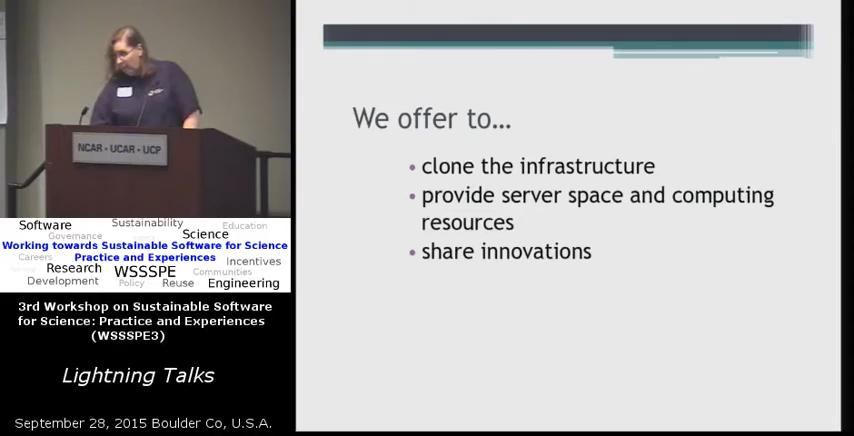 NCAR - UCAR - UCP
Software
Sustainability
Education
Governance
Science
Working towards Sustainable Software for Science
Practice and Experiences
Careers
Incentives
Research
WSSSPE
Communities
Development
Policy
Reuse
Engineering
3rd Workshop on Sustainable Software
for Science: Practice and Experiences
(WSSSPE3)
Lightning Talks
September 28, 2015 Boulder Co, U.S.A.
We offer to...
• clone the infrastructure
• provide server space and computing
resources
• share innovations